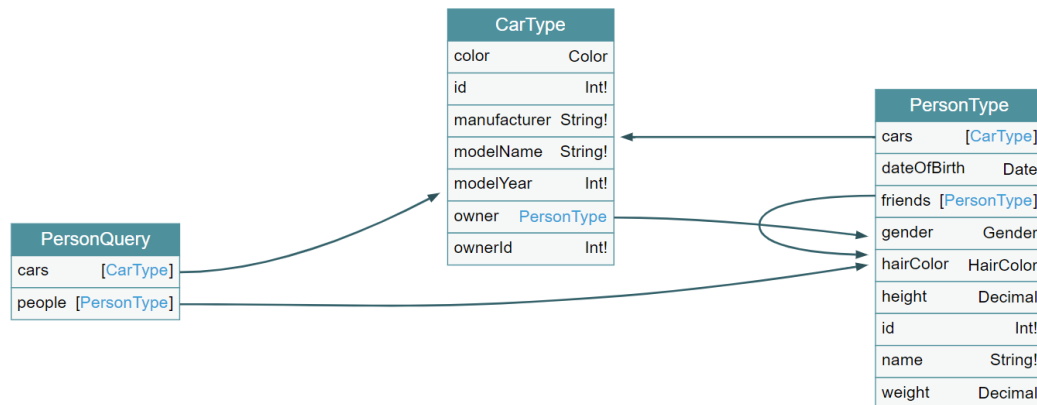 CarType
color Color
id Int!
manufacturer String!
modelName String!
modelYear Int!
owner PersonType
ownerId Int!
PersonType
cars [CarType]
dateOfBirth Date
friends [PersonType]
gender Gender
hairColor HairColor
height Decimal
id Int!
name String!
weight Decimal
PersonQuery
cars [CarType]
people [PersonType]